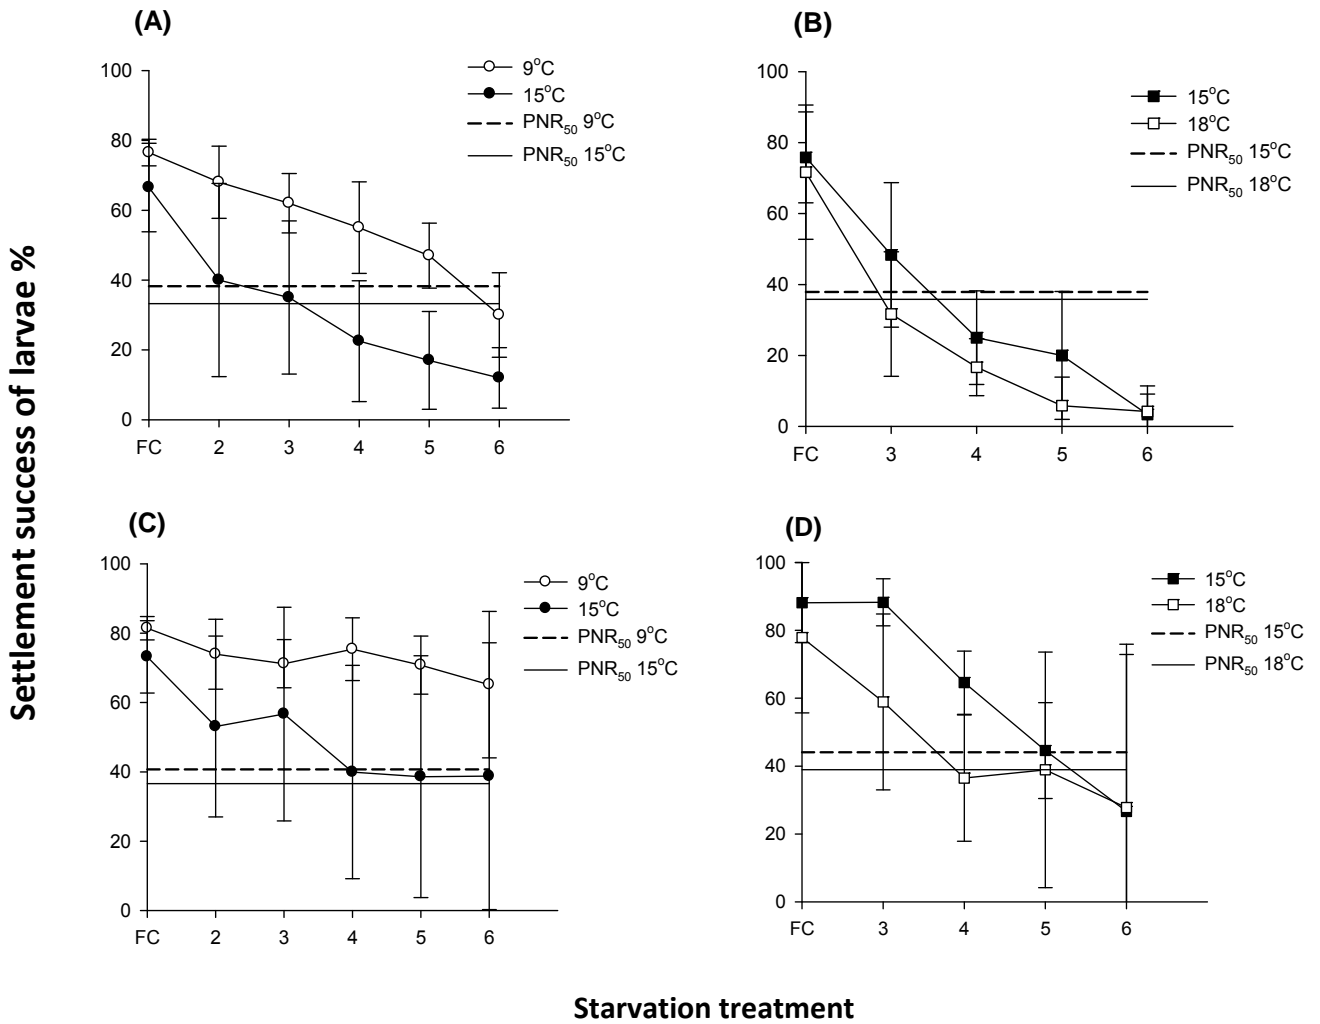 (A)
9°C
15°C
PNR50 9°C
PNR50 15°C
100
80
60
40
20
0
FC 2 3 4 5 6
(B)
15°C
18°C
PNR50 15°C
PNR50 18°C
100
80
60
40
20
0
FC 3 4 5 6
Settlement success of larvae %
(C)
9°C
15°C
PNR50 9°C
PNR50 15°C
100
80
60
40
20
0
FC 2 3 4 5 6
(D)
15°C
18°C
PNR50 15°C
PNR50 18°C
100
80
60
40
20
0
FC 3 4 5 6
Starvation treatment